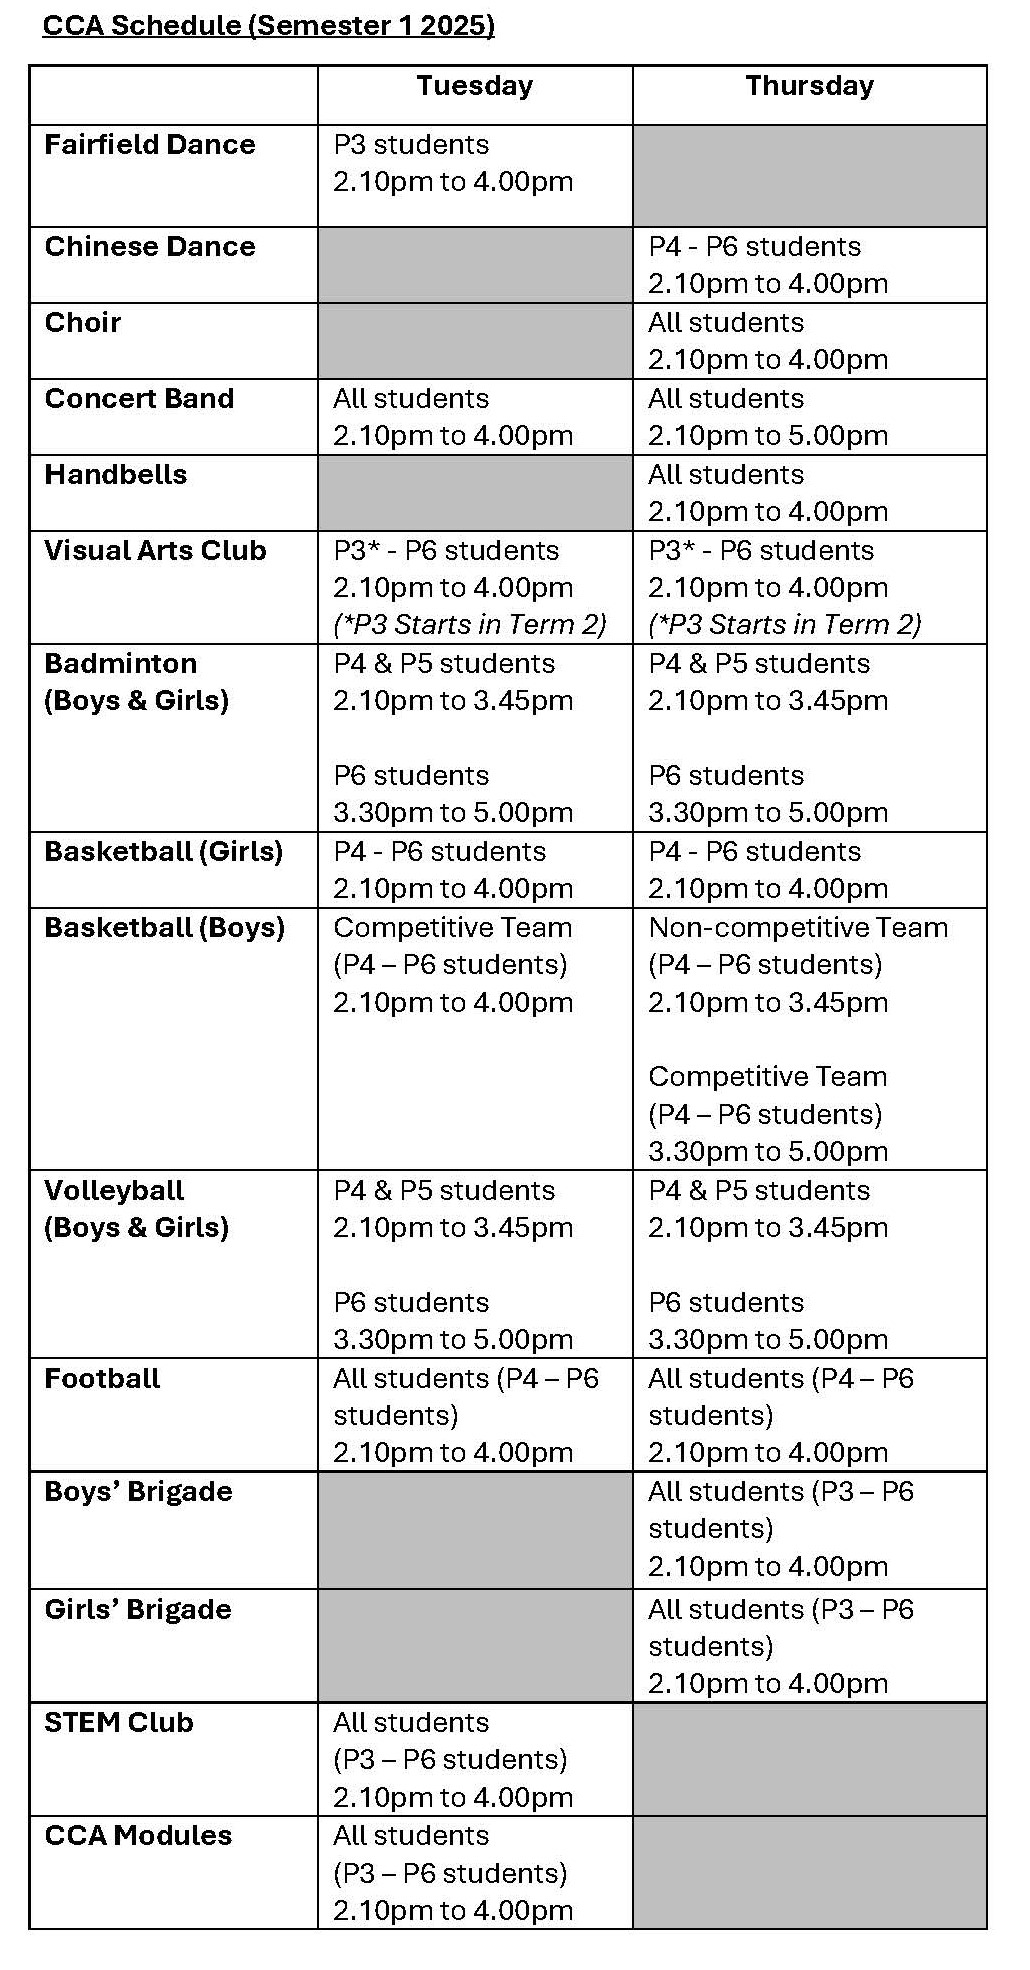 CCA Schedule (Semester 1 2025)
Tuesday
Thursday
Fairfield Dance
P3 students
2.10pm to 4.00pm
Chinese Dance
P4 - P6 students
2.10pm to 4.00pm
Choir
All students
2.10pm to 4.00pm
Concert Band
All students
2.10pm to 4.00pm
All students
2.10pm to 5.00pm
Handbells
All students
2.10pm to 4.00pm
Visual Arts Club
P3* - P6 students
2.10pm to 4.00pm
(*P3 Starts in Term 2)
P3* - P6 students
2.10pm to 4.00pm
(*P3 Starts in Term 2)
Badminton
(Boys & Girls)
P4 & P5 students
2.10pm to 3.45pm
P6 students
3.30pm to 5.00pm
P4 & P5 students
2.10pm to 3.45pm
P6 students
3.30pm to 5.00pm
Basketball (Girls)
P4 - P6 students
2.10pm to 4.00pm
P4 - P6 students
2.10pm to 4.00pm
Basketball (Boys)
Competitive Team
(P4 – P6 students)
2.10pm to 4.00pm
Non-competitive Team
(P4 – P6 students)
2.10pm to 3.45pm
Competitive Team
(P4 – P6 students)
3.30pm to 5.00pm
Volleyball
(Boys & Girls)
P4 & P5 students
2.10pm to 3.45pm
P6 students
3.30pm to 5.00pm
P4 & P5 students
2.10pm to 3.45pm
P6 students
3.30pm to 5.00pm
Football
All students (P4 – P6
students)
2.10pm to 4.00pm
All students (P4 – P6
students)
2.10pm to 4.00pm
Boys’ Brigade
All students (P3 – P6
students)
2.10pm to 4.00pm
Girls’ Brigade
All students (P3 – P6
students)
2.10pm to 4.00pm
STEM Club
All students
(P3 – P6 students)
2.10pm to 4.00pm
CCA Modules
All students
(P3 – P6 students)
2.10pm to 4.00pm